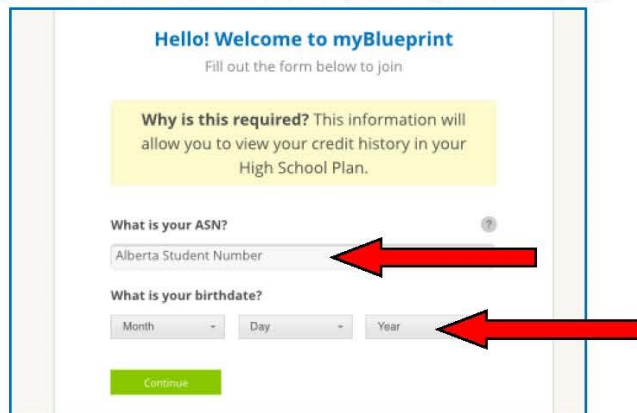 Hello! Welcome to myBlueprint
Fill out the form below to join
Why is this required? This information will
allow you to view your credit history in your
High School Plan.
What is your ASN?
?
Alberta Student Number
What is your birthdate?
Month Day Year
Continue